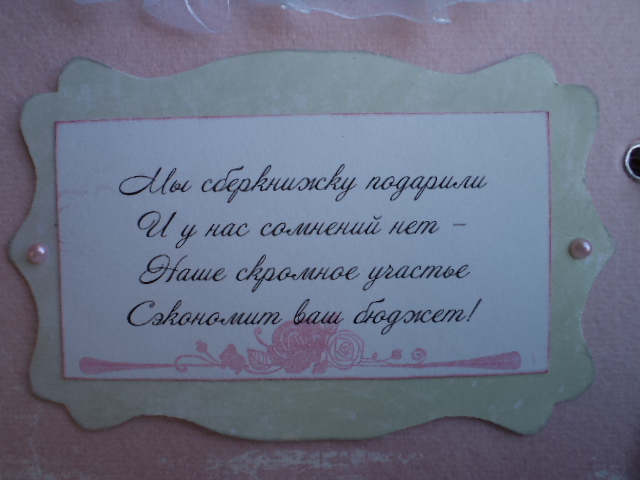 Мы сберкнижку подарили
И у нас сомнений нет –
Наше скромное участье
Сэкономит ваш бюджет!